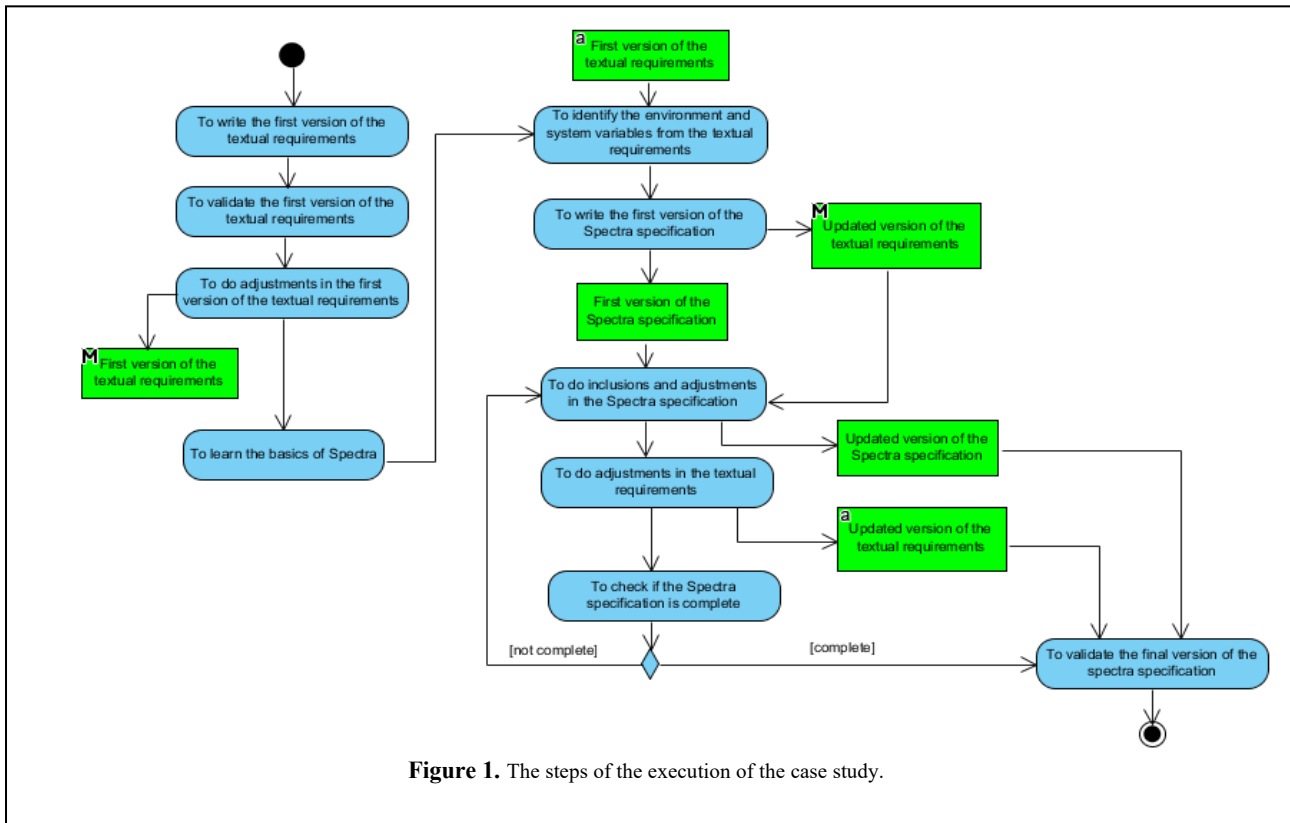 To write the first version of the
textual requirements
To validate the first version of the
textual requirements
To do adjustments in the first
version of the textual requirements
M
First version of the
textual requirements
To learn the basics of Spectra
a
First version of the
textual requirements
To identify the environment and
system variables from the textual
requirements
To write the first version of the
Spectra specification
M
Updated version of the
textual requirements
First version of the
Spectra specification
To do inclusions and adjustments
in the Spectra specification
Updated version of the
Spectra specification
To do adjustments in the textual
requirements
a
Updated version of the
textual requirements
To check if the Spectra
specification is complete
[not complete]
[complete]
To validate the final version of the
spectra specification
Figure 1. The steps of the execution of the case study.